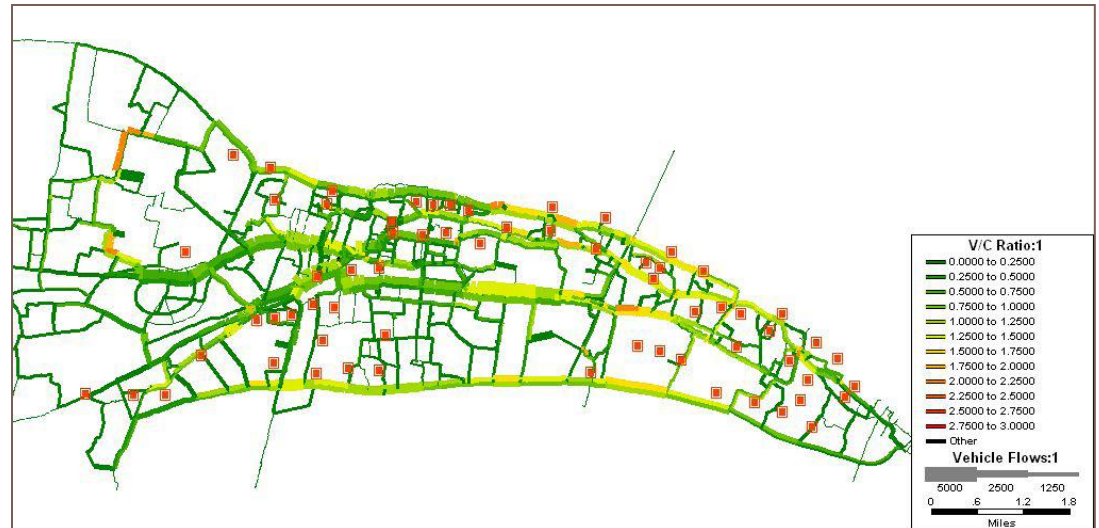 V/C Ratio:1
0.0000 to 0.2500
0.2500 to 0.5000
0.5000 to 0.7500
0.7500 to 1.0000
1.0000 to 1.2500
1.2500 to 1.5000
1.5000 to 1.7500
1.7500 to 2.0000
2.0000 to 2.2500
2.2500 to 2.5000
2.5000 to 2.7500
2.7500 to 3.0000
Other
Vehicle Flows:1
5000 2500 1250
0 .6 1.2 1.8
Miles